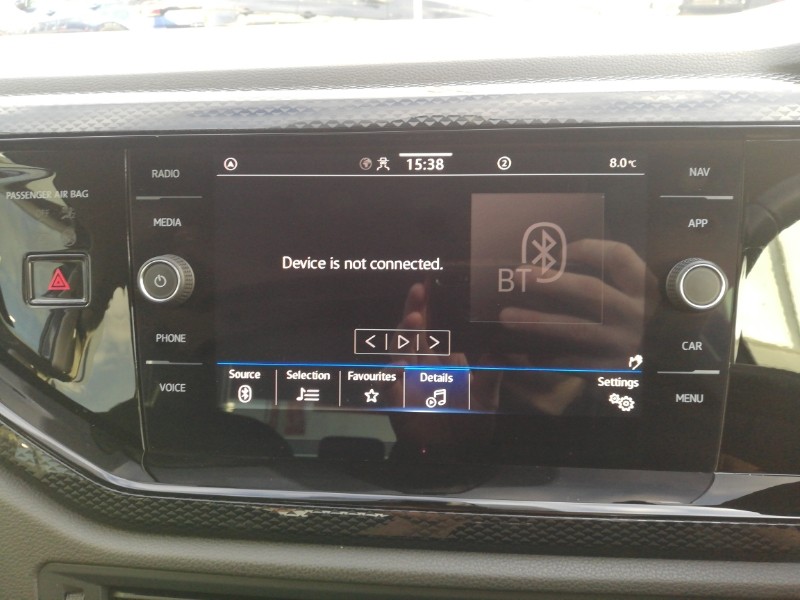 PASSENGER AIR BAG
RADIO
MEDIA
PHONE
VOICE
15:38
2
8.0°C
Device is not connected.
BT
Source
Selection
Favourites
Details
Settings
NAV
APP
CAR
MENU